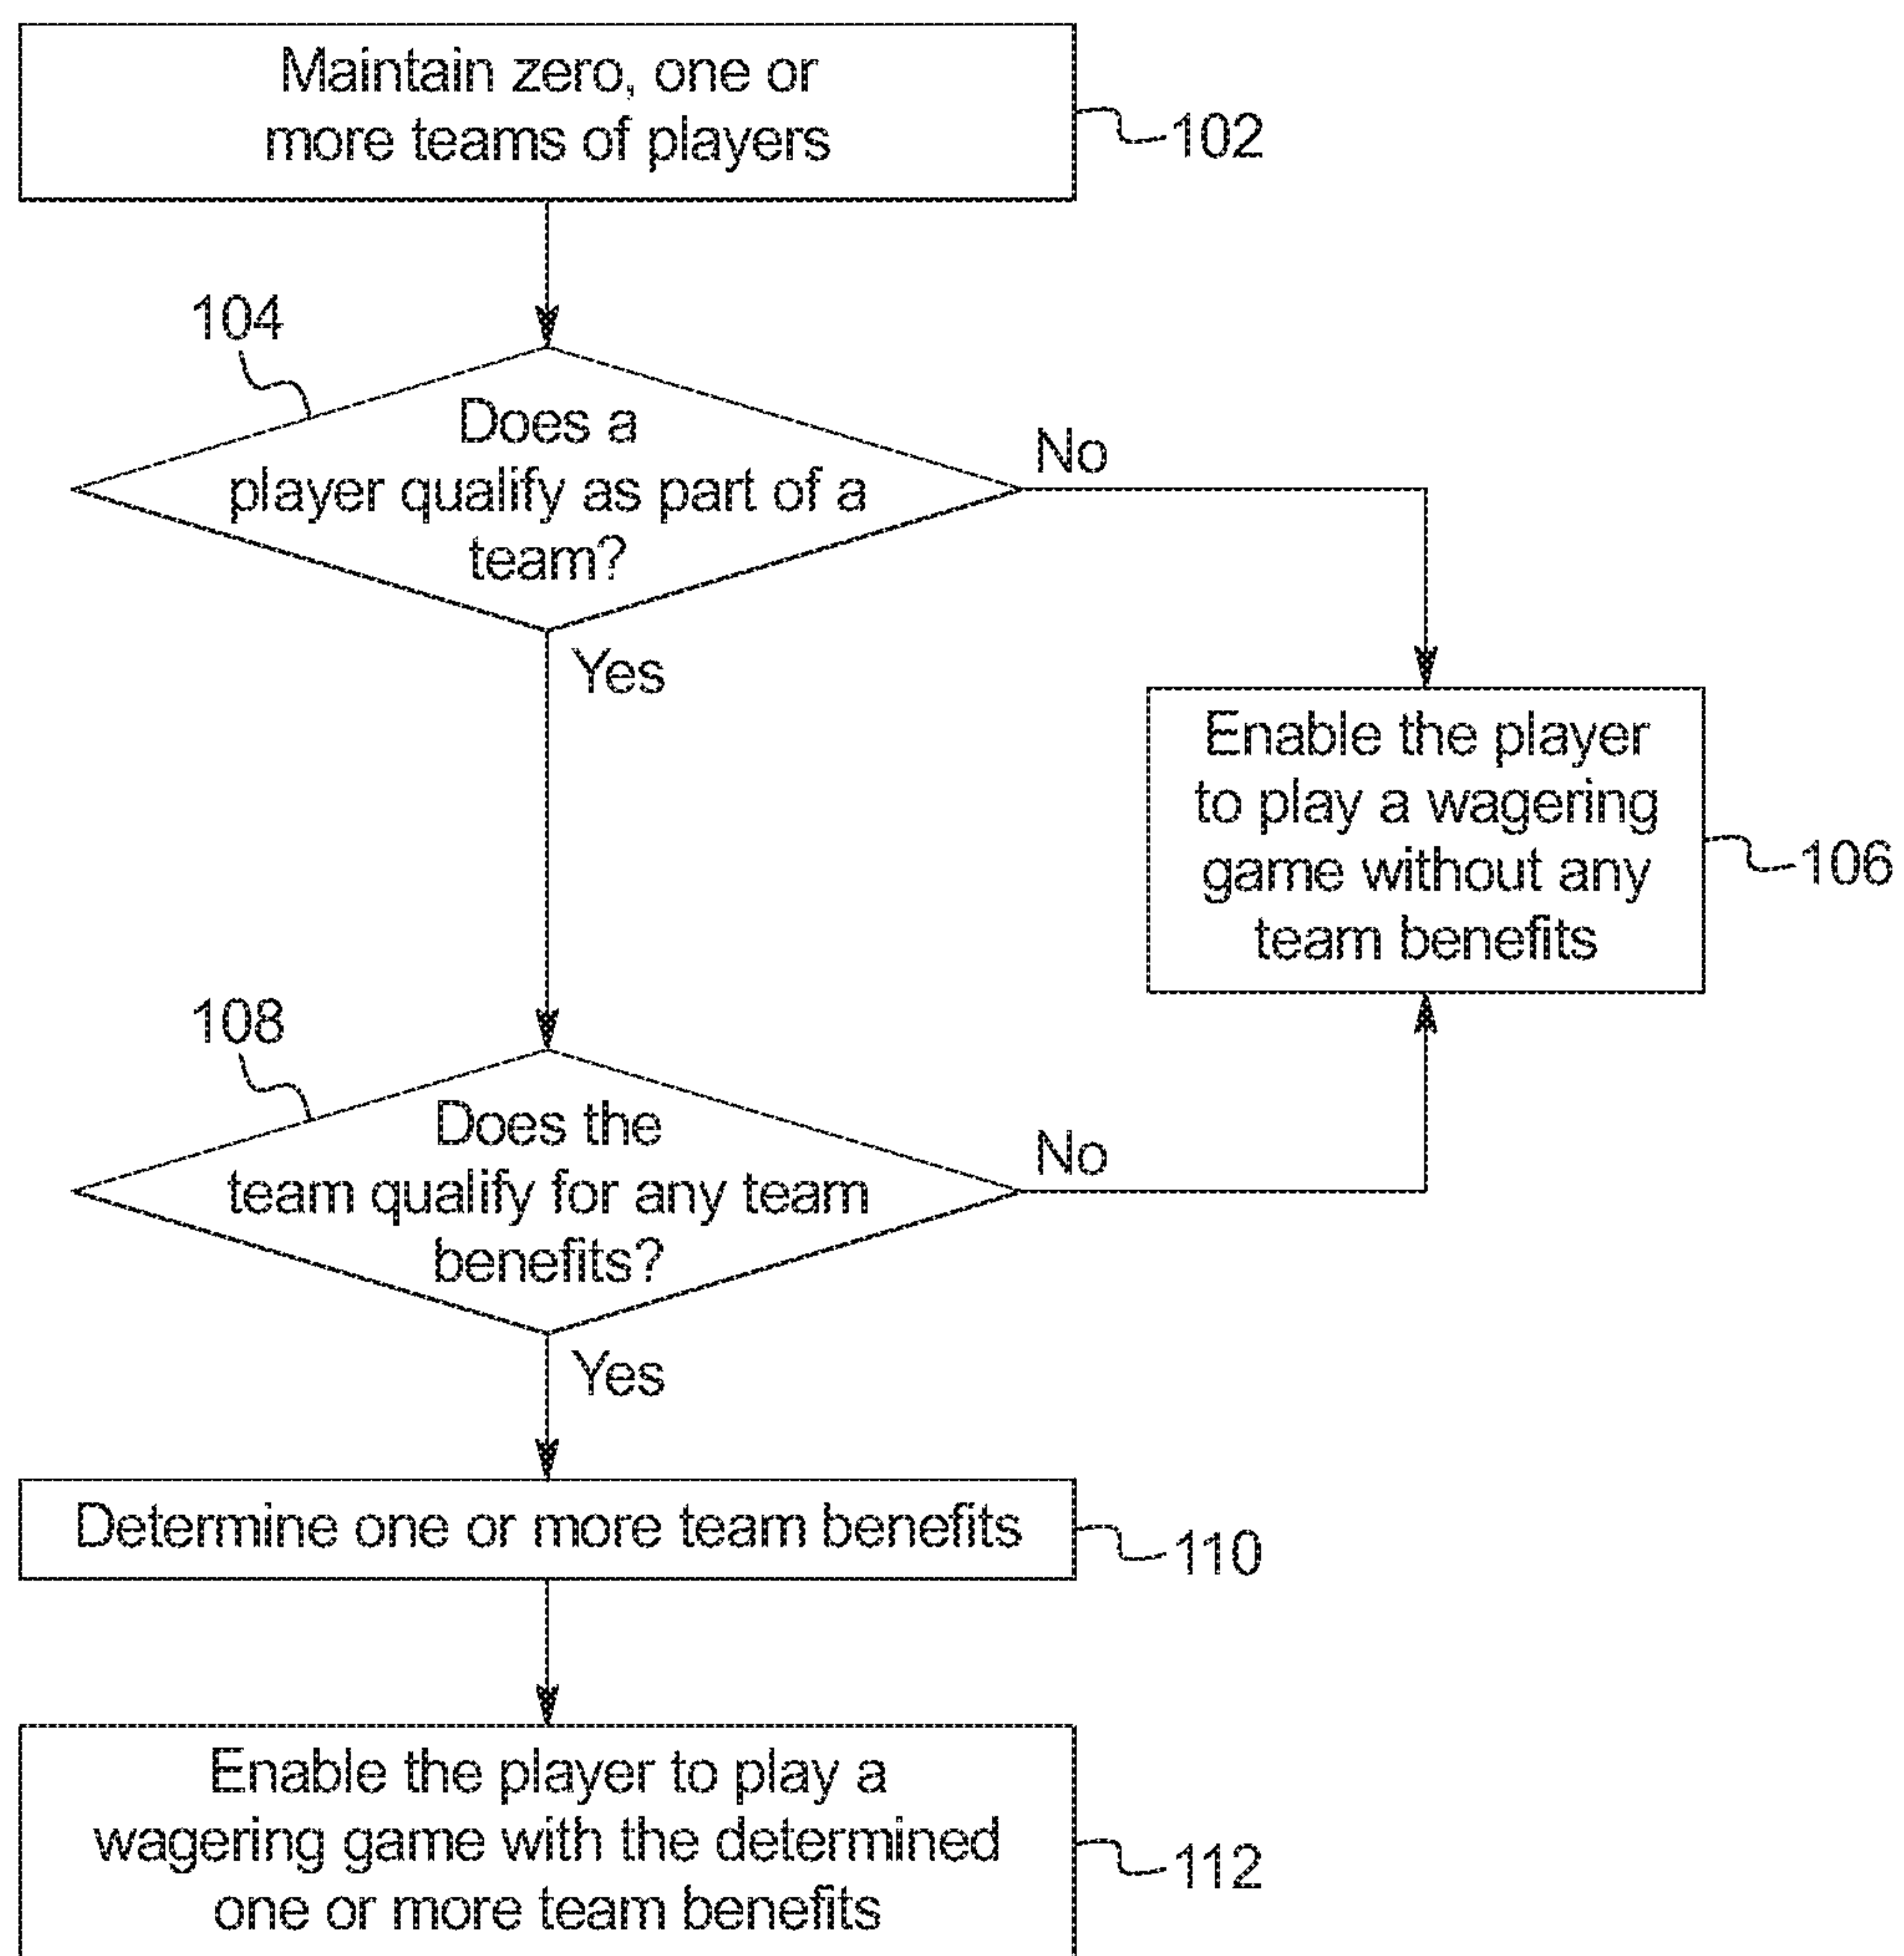 Maintain zero, one or
more teams of players
102
104
Does a
player qualify as part of a
team?
No
Yes
Enable the player
to play a wagering
game without any
team benefits
106
108
Does the
team qualify for any team
benefits?
No
Yes
Determine one or more team benefits
110
Enable the player to play a
wagering game with the determined
one or more team benefits
112